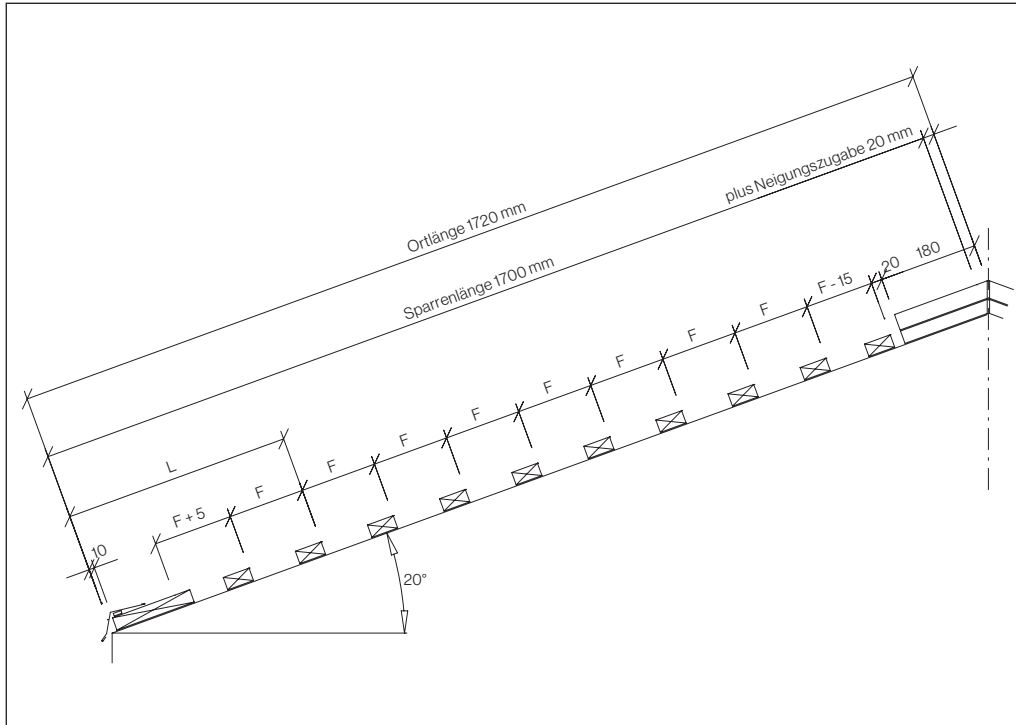 Ortlänge 1720 mm
plus Neigungszugabe 20 mm
Sparrenlänge 1700 mm
180
20
F - 15
F
F
F
F
F
F
F
F
L
F + 5
10
20°